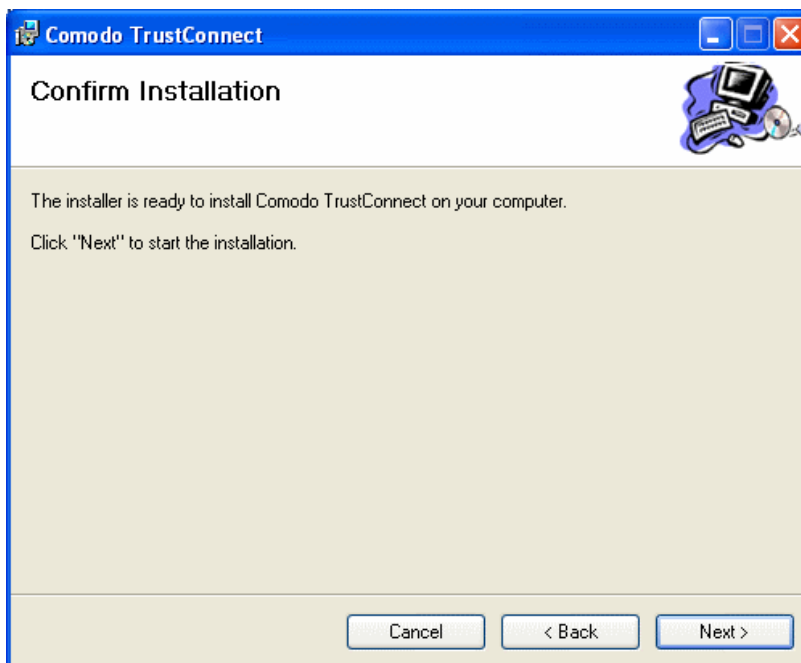 Comodo TrustConnect
Confirm Installation
The installer is ready to install Comodo TrustConnect on your computer.
Click "Next" to start the installation.
Cancel
< Back
Next >